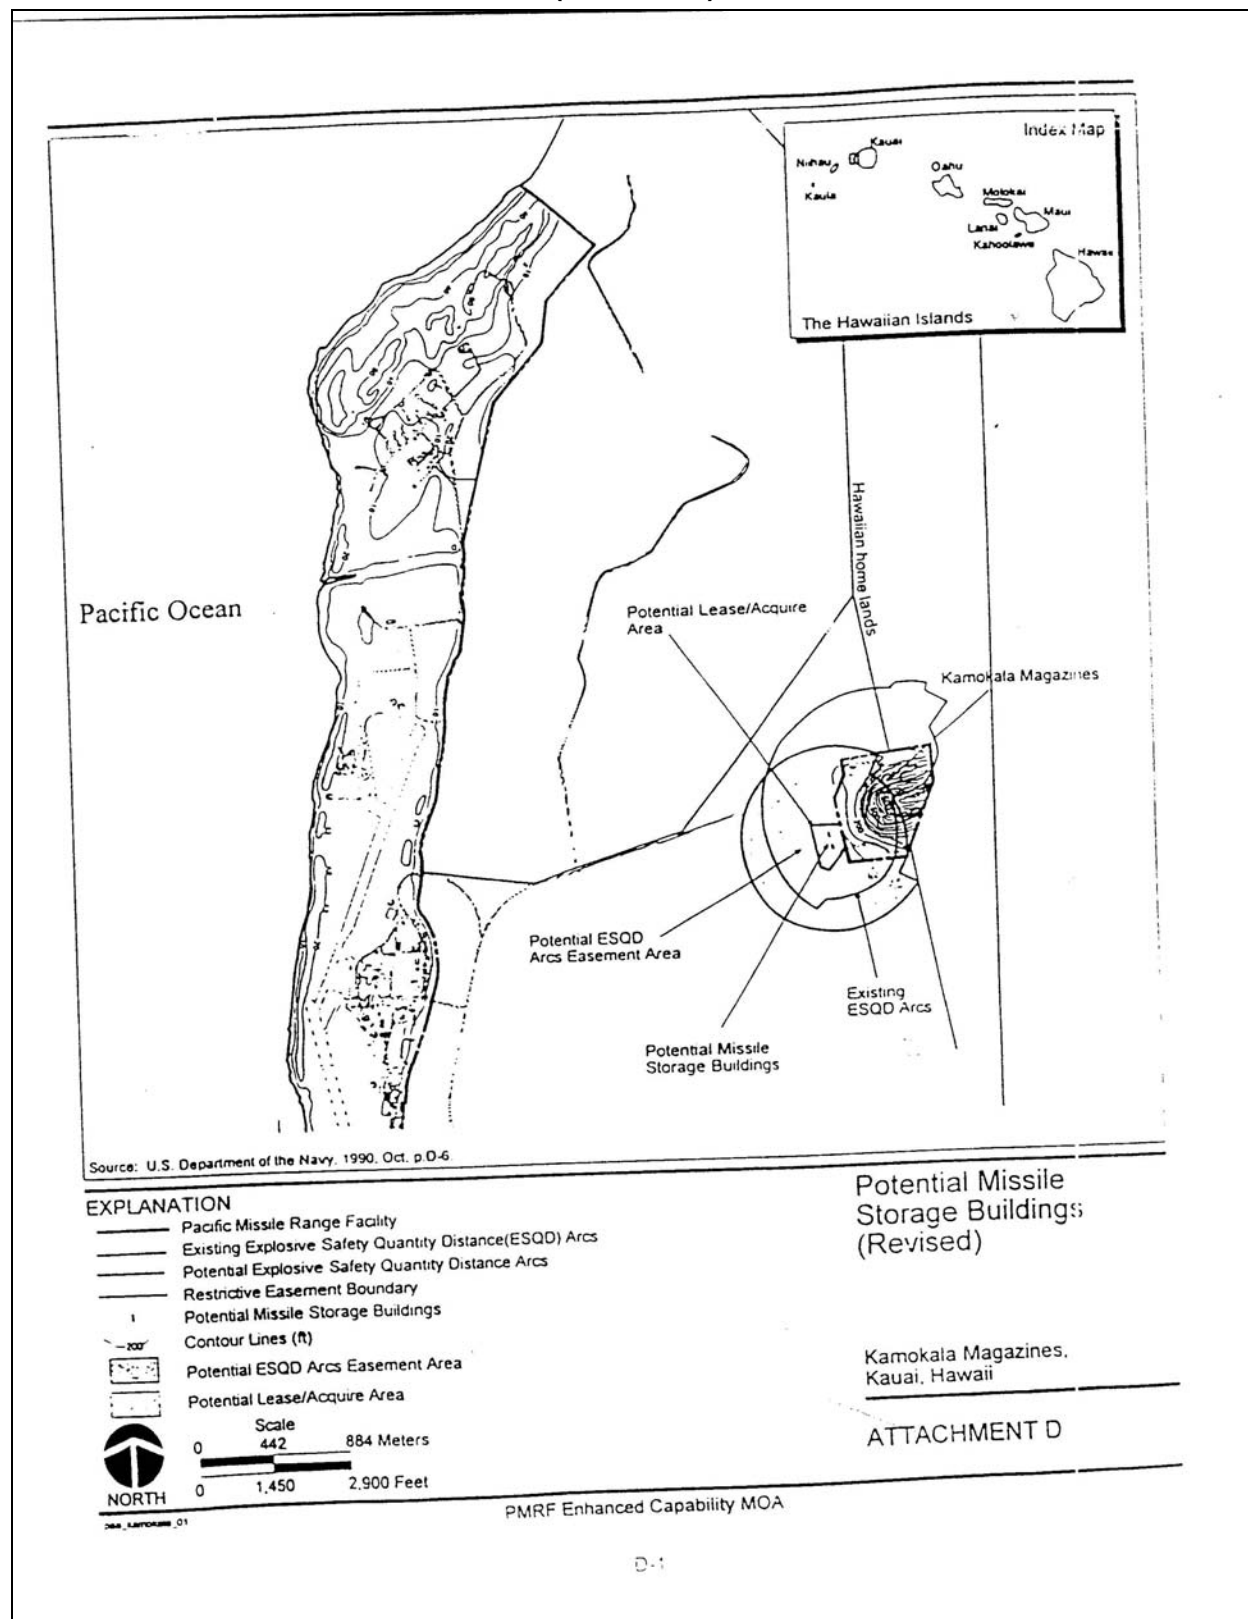 Index Map
Kauai
Niihau
Oahu
Kaula
Molokai
Maui
Lanai
Kahoolawe
Hawaii
The Hawaiian Islands
Hawaiian home lands
Pacific Ocean
Potential Lease/Acquire
Area
Kamokala Magazines
Potential ESQD
Arcs Easement Area
Existing
ESQD Arcs
Potential Missile
Storage Buildings
Source: U.S. Department of the Navy, 1990, Oct. p.D-6.
EXPLANATION
Pacific Missile Range Facility
Existing Explosive Safety Quantity Distance(ESQD) Arcs
Potential Explosive Safety Quantity Distance Arcs
Restrictive Easement Boundary
Potential Missile Storage Buildings
200
Contour Lines (ft)
Potential ESQD Arcs Easement Area
Potential Lease/Acquire Area
Scale
0 442 884 Meters
0 1,450 2,900 Feet
NORTH
Potential Missile
Storage Buildings
(Revised)
Kamokala Magazines,
Kauai, Hawaii
ATTACHMENT D
PMRF Enhanced Capability MOA
D-1